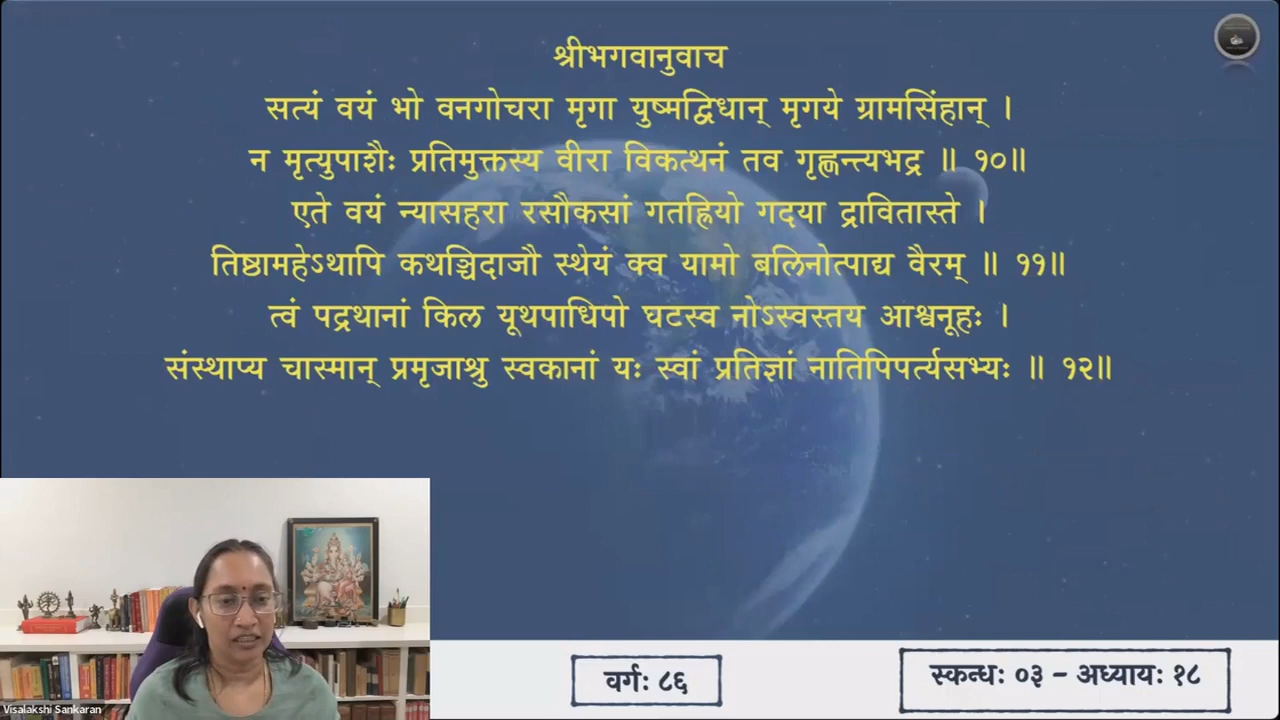 श्रीभगवानुवाच
सत्यं वयं भो वनगोचरा मृगा युष्मद्विधान् मृगये ग्रामसिंहान् ।
न मृत्युपाशैः प्रतिमुक्तस्य वीरा विकत्थनं तव गृह्णन्त्यभद्र ॥ १०॥
एते वयं न्यासहरा रसौकसां गतह्रियो गदया द्रावितास्ते ।
तिष्ठामहेऽथापि कथञ्चिदाजौ स्थेयं क्व यामो बलिनोत्पाद्य वैरम् ॥ ११॥
त्वं पद्रथानां किल यूथपाधिपो घटस्व नोऽस्वस्तय आश्वनूहः ।
संस्थाप्य चास्मान् प्रमृजाश्रु स्वकानां यः स्वां प्रतिज्ञां नातिपिपर्त्यसभ्यः ॥ १२॥
Visalakshi Sankaran
वर्गः ८६
स्कन्धः ०३ – अध्यायः १८